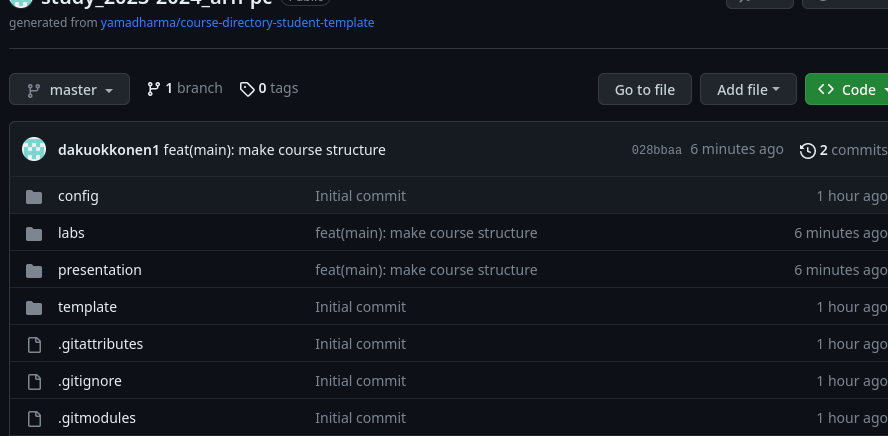 study_2023-2024_arh-pc Public
generated from yamadharma/course-directory-student-template
master 1 branch 0 tags Go to file Add file Code
dakuokkonen1 feat(main): make course structure 028bbaa 6 minutes ago 2 commits
config Initial commit 1 hour ago
labs feat(main): make course structure 6 minutes ago
presentation feat(main): make course structure 6 minutes ago
template Initial commit 1 hour ago
.gitattributes Initial commit 1 hour ago
.gitignore Initial commit 1 hour ago
.gitmodules Initial commit 1 hour ago